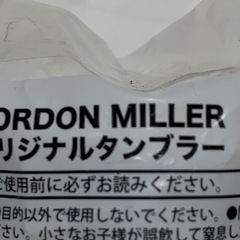 ORDON MILLER
リジナルタンブラー
ご使用前に必ずお読みください。
目的以外で使用しないでください。●
い。小さなお子様が誤飲して窒息し